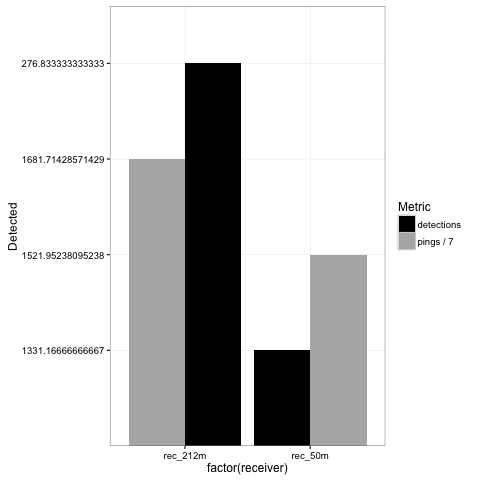 276.833333333333
1681.71428571429
1521.95238095238
1331.16666666667
Detected
rec_212m
rec_50m
factor(receiver)
Metric
detections
pings / 7